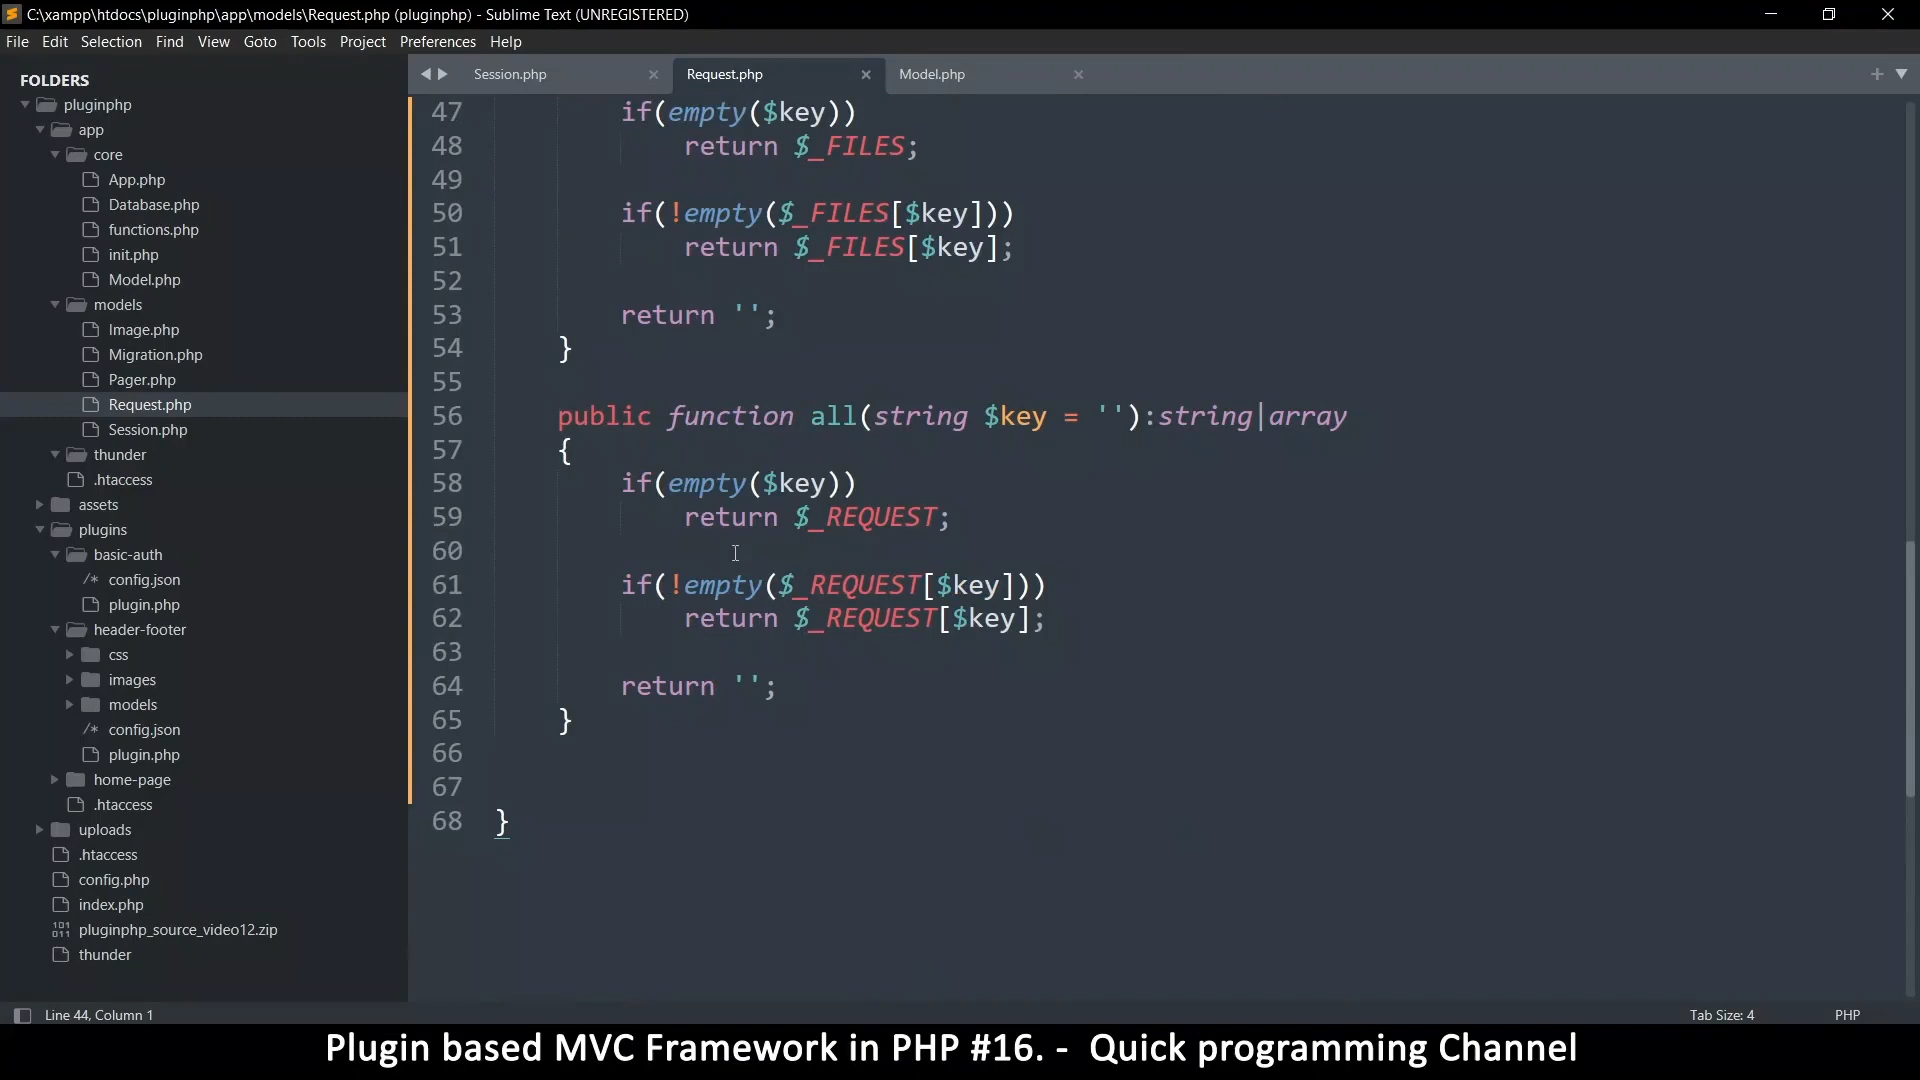 C:\xampp\htdocs\pluginphp\app\models\Request.php (pluginphp) - Sublime Text (UNREGISTERED)
File Edit Selection Find View Goto Tools Project Preferences Help
FOLDERS
pluginphp
app
core
App.php
Database.php
functions.php
init.php
Model.php
models
Image.php
Migration.php
Pager.php
Request.php
Session.php
thunder
.htaccess
assets
plugins
basic-auth
/* config.json
plugin.php
header-footer
css
images
models
/* config.json
plugin.php
home-page
.htaccess
uploads
.htaccess
config.php
index.php
pluginphp_source_video12.zip
thunder
Session.php Request.php Model.php
47 if(empty($key))
48 return $_FILES;
49
50 if(!empty($_FILES[$key]))
51 return $_FILES[$key];
52
53 return '';
54 }
55
56 public function all(string $key = ''):string|array
57 {
58 if(empty($key))
59 return $_REQUEST;
60
61 if(!empty($_REQUEST[$key]))
62 return $_REQUEST[$key];
63
64 return '';
65 }
66
67
68 }
Line 44, Column 1 Tab Size: 4 PHP
Plugin based MVC Framework in PHP #16. - Quick programming Channel